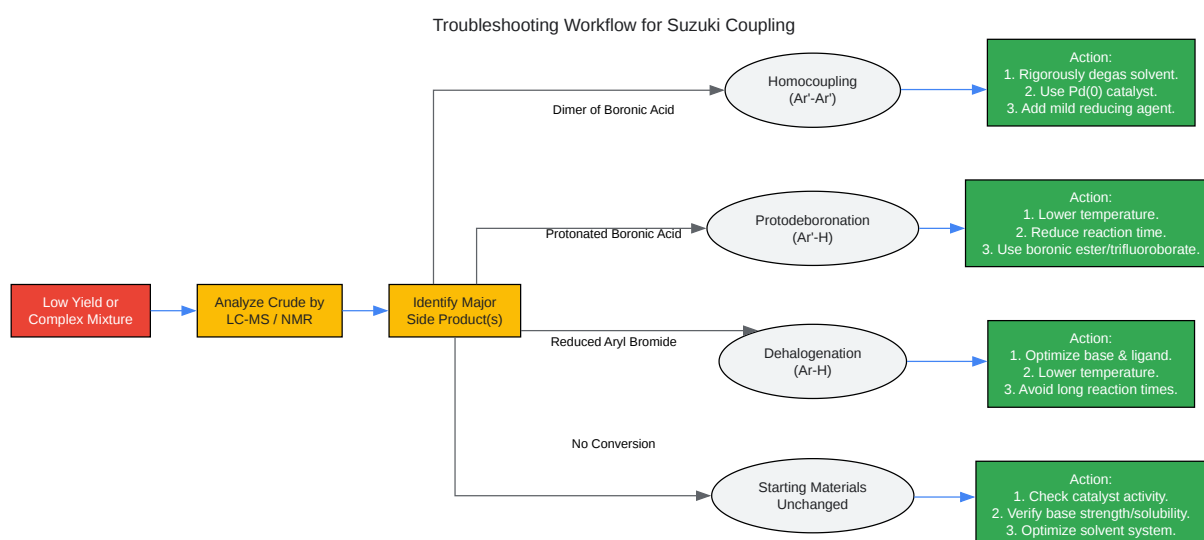 Troubleshooting Workflow for Suzuki Coupling
Low Yield or
Complex Mixture
Analyze Crude by
LC-MS / NMR
Identify Major
Side Product(s)
Dimer of Boronic Acid
Homocoupling
(Ar'-Ar')
Action:
1. Rigorously degas solvent.
2. Use Pd(0) catalyst.
3. Add mild reducing agent.
Protonated Boronic Acid
Protodeboronation
(Ar'-H)
Action:
1. Lower temperature.
2. Reduce reaction time.
3. Use boronic ester/trifluoroborate.
Reduced Aryl Bromide
Dehalogenation
(Ar-H)
Action:
1. Optimize base & ligand.
2. Lower temperature.
3. Avoid long reaction times.
No Conversion
Starting Materials
Unchanged
Action:
1. Check catalyst activity.
2. Verify base strength/solubility.
3. Optimize solvent system.